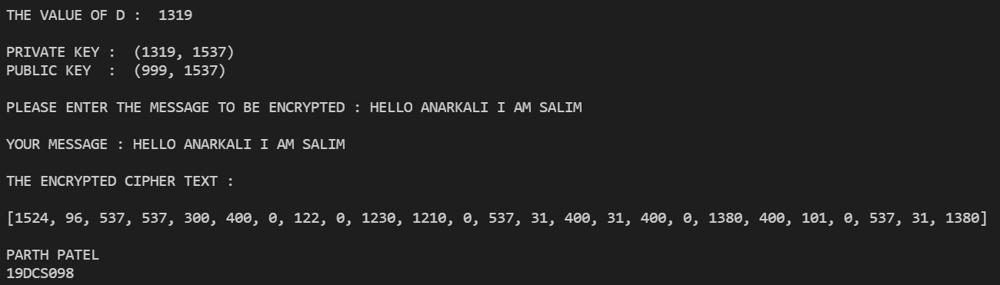 THE VALUE OF D :  1319
PRIVATE KEY :  (1319, 1537)
PUBLIC KEY  :  (999, 1537)
PLEASE ENTER THE MESSAGE TO BE ENCRYPTED : HELLO ANARKALI I AM SALIM
YOUR MESSAGE : HELLO ANARKALI I AM SALIM
THE ENCRYPTED CIPHER TEXT :
[1524, 96, 537, 537, 300, 400, 0, 122, 0, 1230, 1210, 0, 537, 31, 400, 31, 400, 0, 1380, 400, 101, 0, 537, 31, 1380]
PARTH PATEL
19DCS098